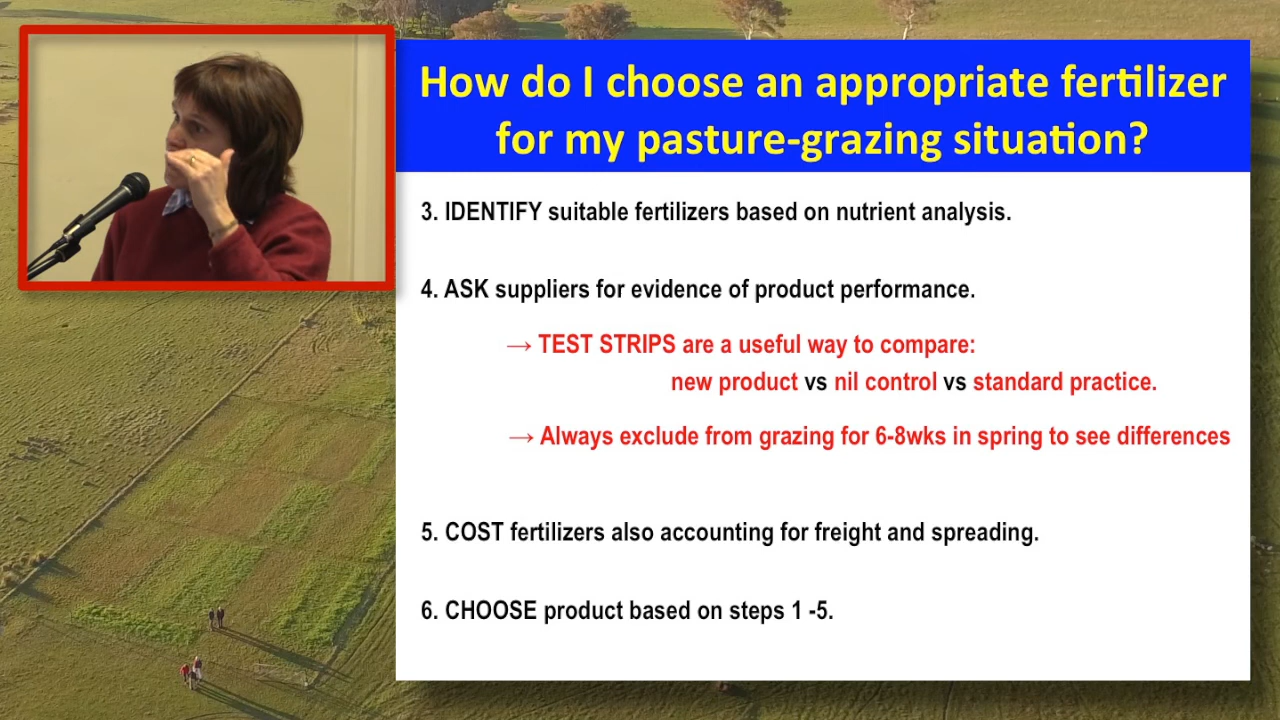 How do I choose an appropriate fertilizer
for my pasture-grazing situation?
3. IDENTIFY suitable fertilizers based on nutrient analysis.
4. ASK suppliers for evidence of product performance.
→ TEST STRIPS are a useful way to compare:
new product vs nil control vs standard practice.
→ Always exclude from grazing for 6-8wks in spring to see differences
5. COST fertilizers also accounting for freight and spreading.
6. CHOOSE product based on steps 1 -5.